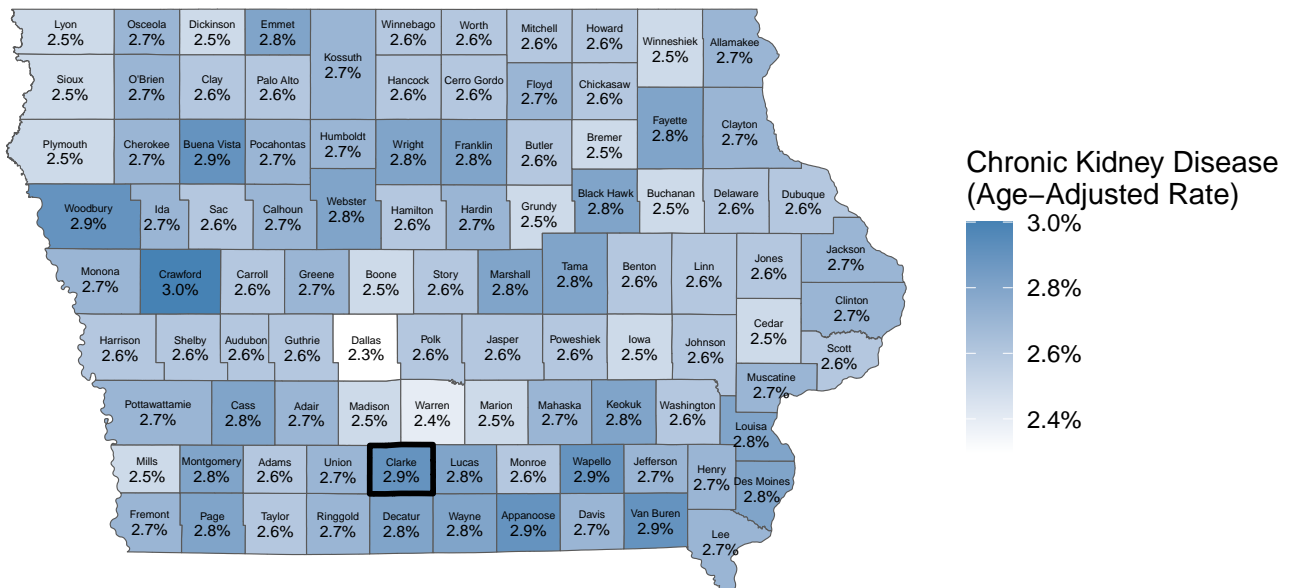 Lyon
2.5%
Osceola
2.7%
Dickinson
2.5%
Emmet
2.8%
Kossuth
2.7%
Winnebago
2.6%
Worth
2.6%
Mitchell
2.6%
Howard
2.6%
Winneshiek
2.5%
Allamakee
2.7%
Sioux
2.5%
O'Brien
2.7%
Clay
2.6%
Palo Alto
2.6%
Hancock
2.6%
Cerro Gordo
2.6%
Floyd
2.7%
Chickasaw
2.6%
Fayette
2.8%
Clayton
2.7%
Plymouth
2.5%
Cherokee
2.7%
Buena Vista
2.9%
Pocahontas
2.7%
Humboldt
2.7%
Wright
2.8%
Franklin
2.8%
Butler
2.6%
Bremer
2.5%
Woodbury
2.9%
Ida
2.7%
Sac
2.6%
Calhoun
2.7%
Webster
2.8%
Hamilton
2.6%
Hardin
2.7%
Grundy
2.5%
Black Hawk
2.8%
Buchanan
2.5%
Delaware
2.6%
Dubuque
2.6%
Monona
2.7%
Crawford
3.0%
Carroll
2.6%
Greene
2.7%
Boone
2.5%
Story
2.6%
Marshall
2.8%
Tama
2.8%
Benton
2.6%
Linn
2.6%
Jones
2.6%
Jackson
2.7%
Clinton
2.7%
Harrison
2.6%
Shelby
2.6%
Audubon
2.6%
Guthrie
2.6%
Dallas
2.3%
Polk
2.6%
Jasper
2.6%
Poweshiek
2.6%
Iowa
2.5%
Johnson
2.6%
Cedar
2.5%
Scott
2.6%
Muscatine
2.7%
Pottawattamie
2.7%
Cass
2.8%
Adair
2.7%
Madison
2.5%
Warren
2.4%
Marion
2.5%
Mahaska
2.7%
Keokuk
2.8%
Washington
2.6%
Louisa
2.8%
Mills
2.5%
Montgomery
2.8%
Adams
2.6%
Union
2.7%
Clarke
2.9%
Lucas
2.8%
Monroe
2.6%
Wapello
2.9%
Jefferson
2.7%
Henry
2.7%
Des Moines
2.8%
Fremont
2.7%
Page
2.8%
Taylor
2.6%
Ringgold
2.7%
Decatur
2.8%
Wayne
2.8%
Appanoose
2.9%
Davis
2.7%
Van Buren
2.9%
Lee
2.7%
Chronic Kidney Disease
(Age−Adjusted Rate)
3.0%
2.8%
2.6%
2.4%